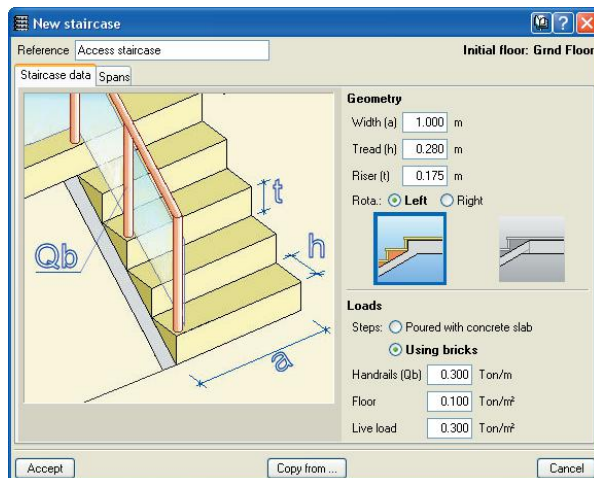 New staircase
Reference Access staircase Initial floor: Grnd Floor
Staircase data Spans
Geometry
Width (a) 1.000 m
Tread (h) 0.280 m
Riser (t) 0.175 m
Rota.: Left Right
t
h
Qb
a
Loads
Steps: Poured with concrete slab
Using bricks
Handrails (Qb) 0.300 Ton/m
Floor 0.100 Ton/m²
Live load 0.300 Ton/m²
Accept Copy from ... Cancel